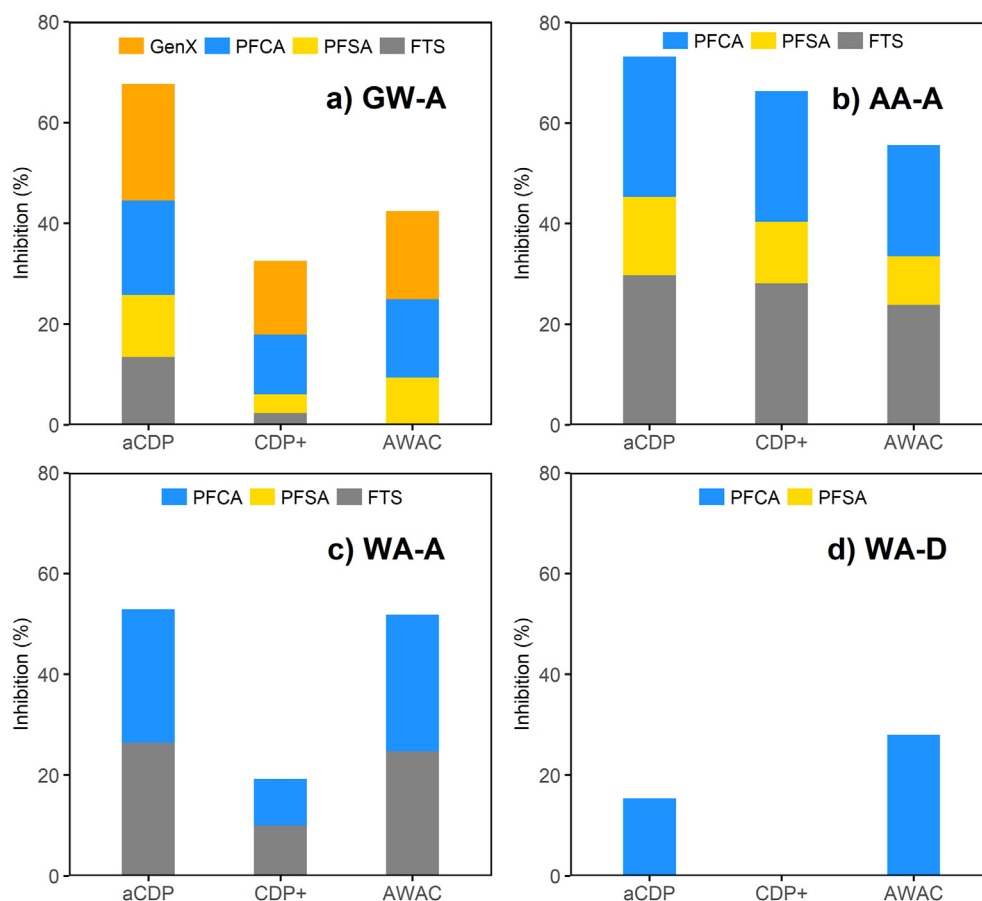 GenX PFCA PFSA FTS
a) GW-A
Inhibition (%)
80
60
40
20
0
aCDP CDP+ AWAC
PFCA PFSA FTS
b) AA-A
Inhibition (%)
80
60
40
20
0
aCDP CDP+ AWAC
PFCA PFSA FTS
c) WA-A
Inhibition (%)
80
60
40
20
0
aCDP CDP+ AWAC
PFCA PFSA
d) WA-D
Inhibition (%)
80
60
40
20
0
aCDP CDP+ AWAC